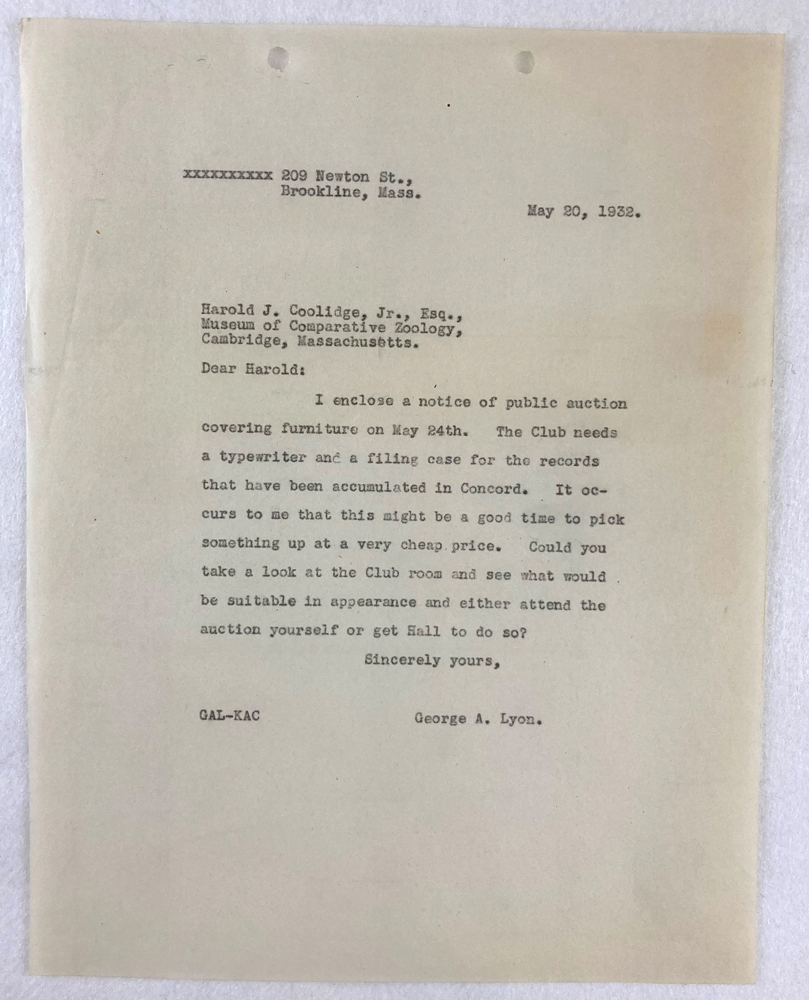 xxxxxxxxxx 209 Newton St.,
Brookline, Mass.
May 20, 1932.
Harold J. Coolidge, Jr., Esq.,
Museum of Comparative Zoology,
Cambridge, Massachusetts.
Dear Harold:
I enclose a notice of public auction
covering furniture on May 24th. The Club needs
a typewriter and a filing case for the records
that have been accumulated in Concord. It oc-
curs to me that this might be a good time to pick
something up at a very cheap price. Could you
take a look at the Club room and see what would
be suitable in appearance and either attend the
auction yourself or get Hall to do so?
Sincerely yours,
GAL-KAC George A. Lyon.